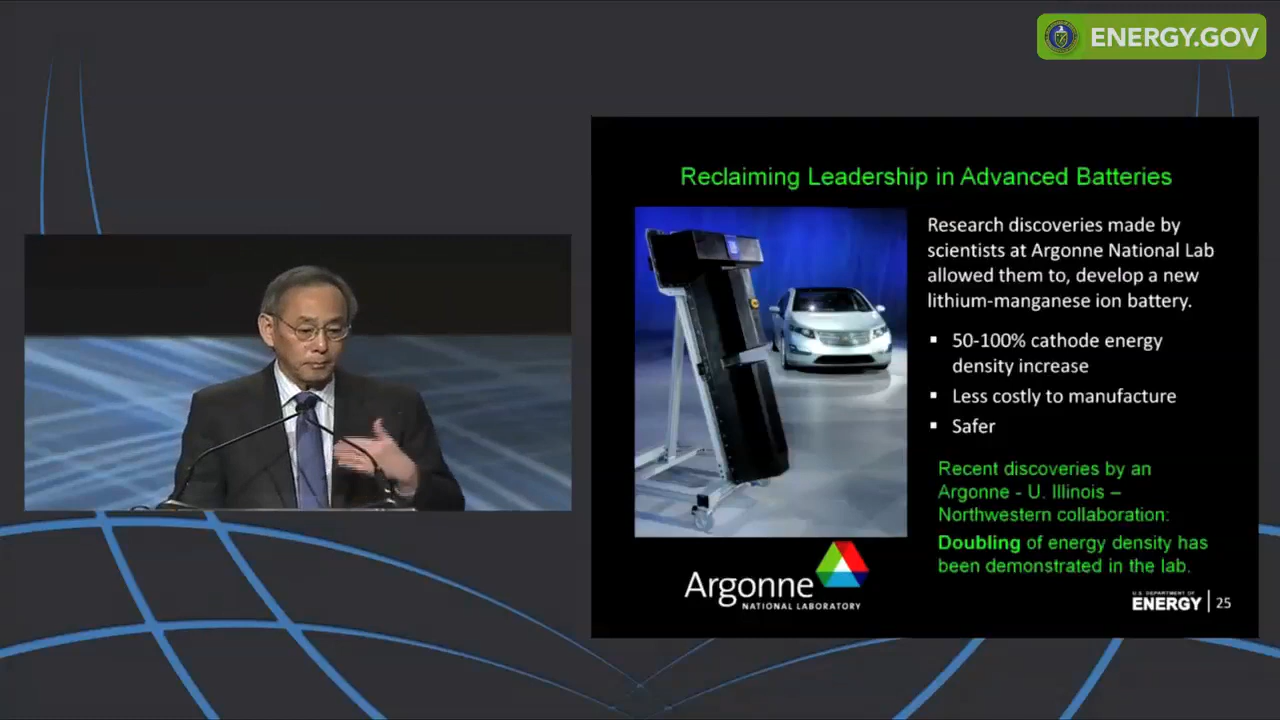 ENERGY.GOV
Reclaiming Leadership in Advanced Batteries
Research discoveries made by
scientists at Argonne National Lab
allowed them to, develop a new
lithium-manganese ion battery.
▪ 50-100% cathode energy
density increase
▪ Less costly to manufacture
▪ Safer
Recent discoveries by an
Argonne - U. Illinois –
Northwestern collaboration:
Doubling of energy density has
been demonstrated in the lab.
Argonne
NATIONAL LABORATORY
U.S. DEPARTMENT OF
ENERGY | 25